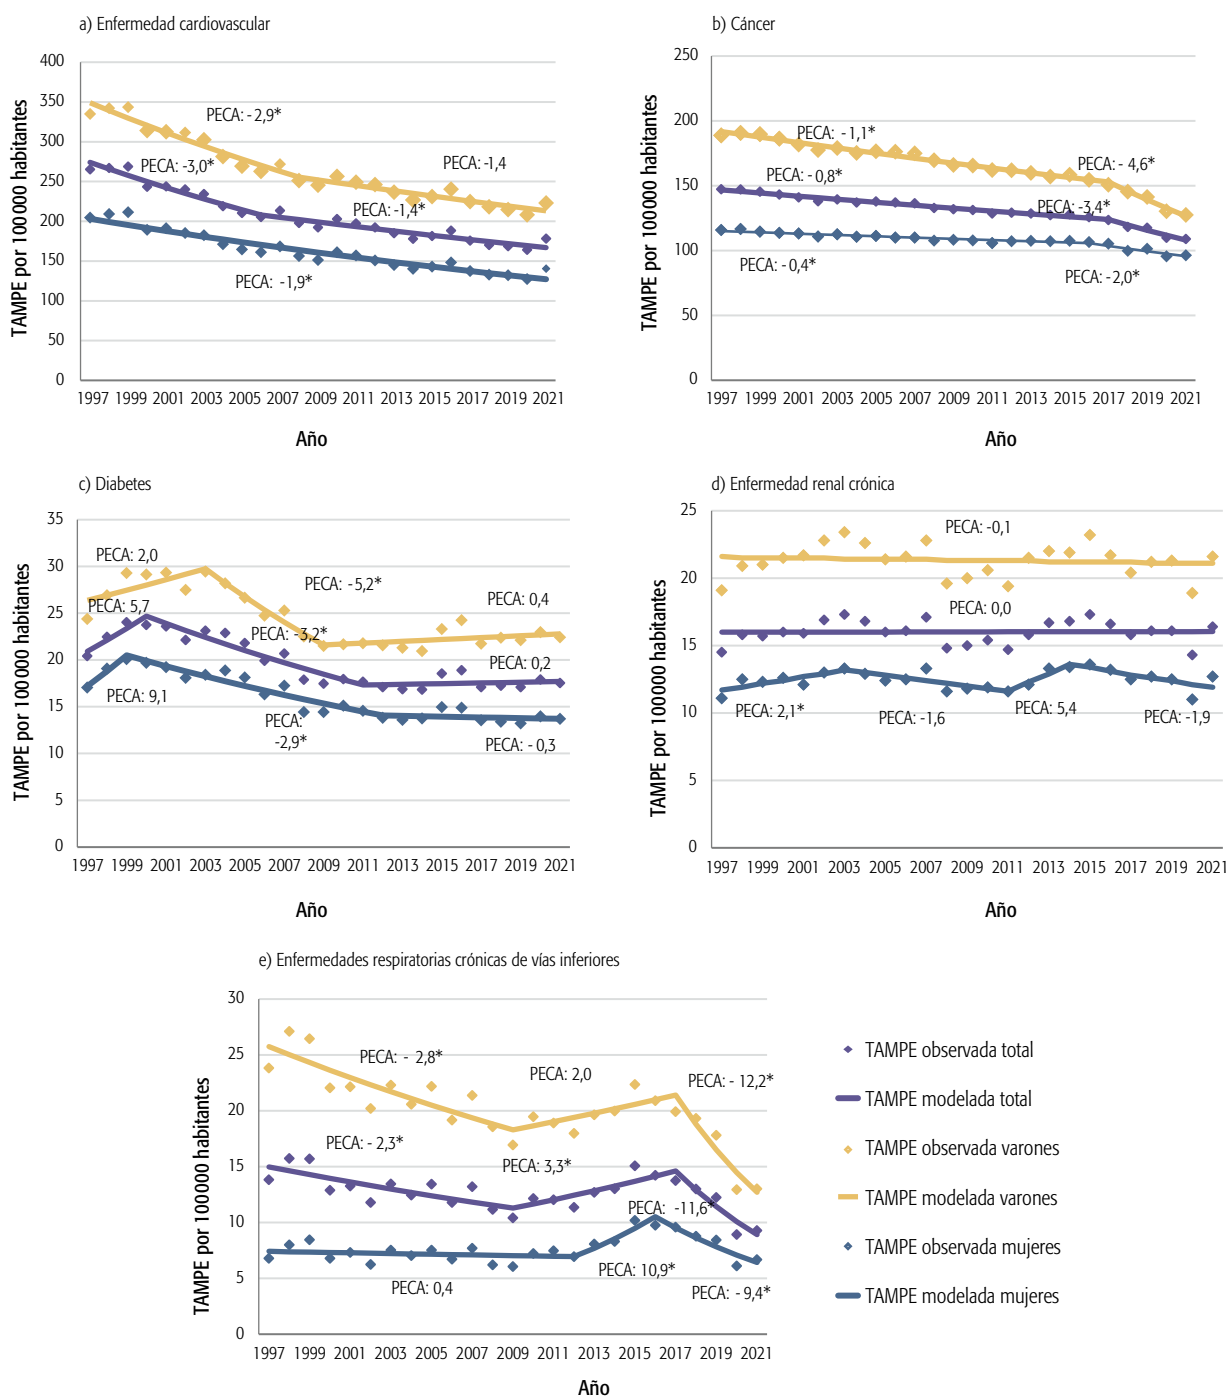 a) Enfermedad cardiovascular
TAMPE por 100000 habitantes
400
350
300
250
200
150
100
50
0
PECA: -2,9*
PECA: -3,0*
PECA: -1,4
PECA: -1,4*
PECA: -1,9*
1997 1999 2001 2003 2005 2007 2009 2011 2013 2015 2017 2019 2021
Año
b) Cáncer
TAMPE por 100000 habitantes
250
200
150
100
50
0
PECA: -1,1*
PECA: - 4,6*
PECA: - 0,8*
PECA: -3,4*
PECA: - 0,4*
PECA: -2,0*
1997 1999 2001 2003 2005 2007 2009 2011 2013 2015 2017 2019 2021
Año
c) Diabetes
TAMPE por 100000 habitantes
35
30
25
20
15
10
5
0
PECA: 2,0
PECA: -5,2*
PECA: 5,7
PECA: 0,4
PECA: -3,2*
PECA: 0,2
PECA: 9,1
PECA:
-2,9*
PECA: - 0,3
1997 1999 2001 2003 2005 2007 2009 2011 2013 2015 2017 2019 2021
Año
d) Enfermedad renal crónica
TAMPE por 100000 habitantes
25
20
15
10
5
0
PECA: -0,1
PECA: 0,0
PECA: 2,1*
PECA: -1,6
PECA: 5,4
PECA: -1,9
1997 1999 2001 2003 2005 2007 2009 2011 2013 2015 2017 2019 2021
Año
e) Enfermedades respiratorias crónicas de vías inferiores
TAMPE por 100000 habitantes
30
25
20
15
10
5
0
PECA: - 2,8*
PECA: 2,0
PECA: - 12,2*
PECA: - 2,3*
PECA: 3,3*
PECA: -11,6*
PECA: 10,9*
PECA: 0,4
PECA: - 9,4*
1997 1999 2001 2003 2005 2007 2009 2011 2013 2015 2017 2019 2021
Año
TAMPE observada total
TAMPE modelada total
TAMPE observada varones
TAMPE modelada varones
TAMPE observada mujeres
TAMPE modelada mujeres